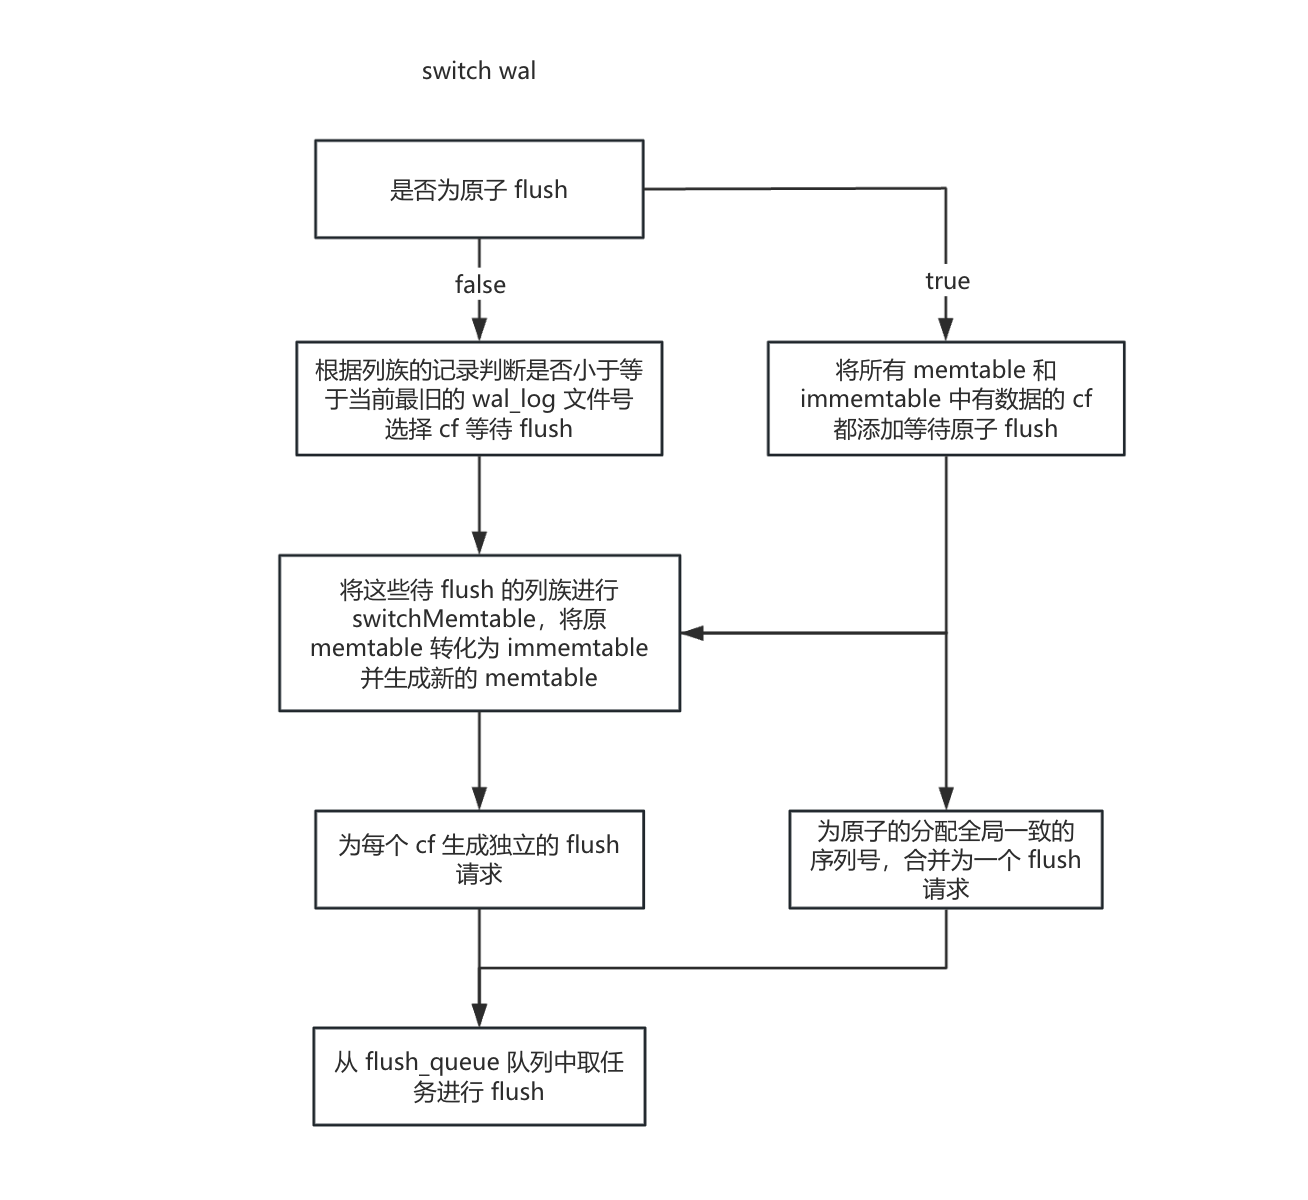 switch wal
是否为原子 flush
false
true
根据列族的记录判断是否小于等
于当前最旧的 wal_log 文件号
选择 cf 等待 flush
将所有 memtable 和
immemtable 中有数据的 cf
都添加等待原子 flush
将这些待 flush 的列族进行
switchMemtable，将原
memtable 转化为 immemtable
并生成新的 memtable
为每个 cf 生成独立的 flush
请求
为原子的分配全局一致的
序列号，合并为一个 flush
请求
从 flush_queue 队列中取任
务进行 flush